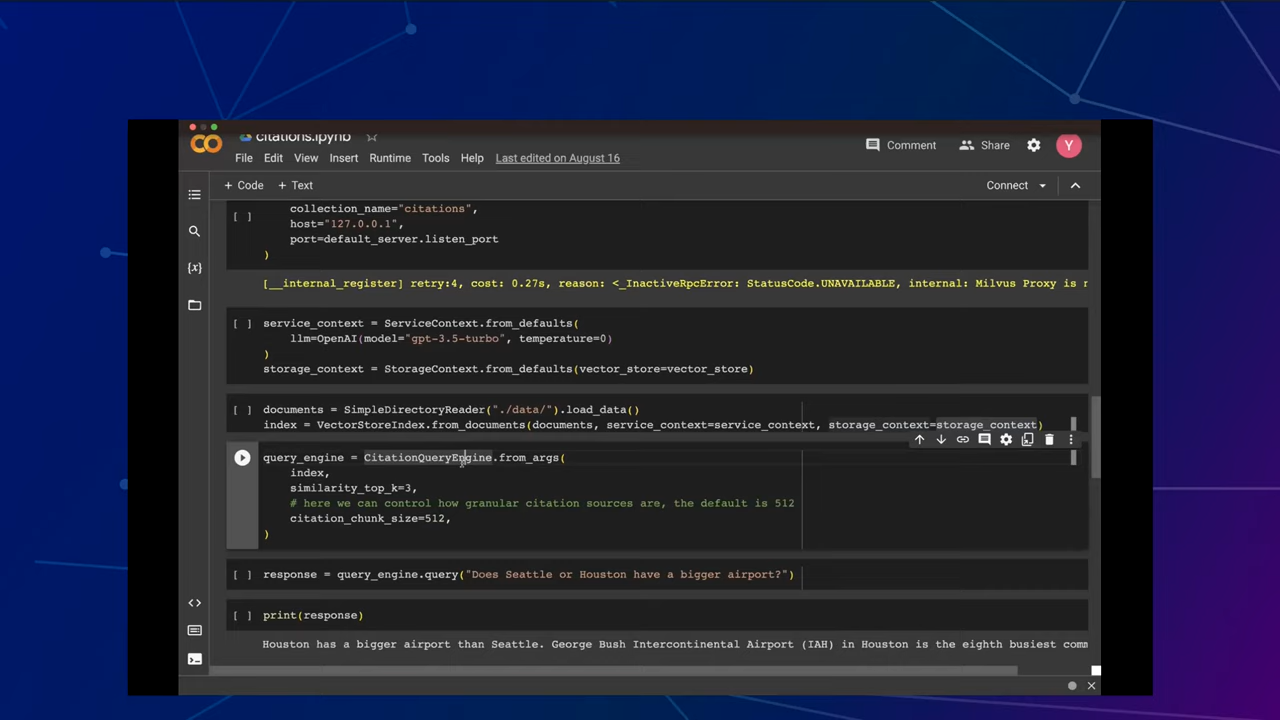 citations.ipynb
Comment
Share
Y
File Edit View Insert Runtime Tools Help Last edited on August 16
+ Code + Text
Connect
[ ]
collection_name="citations",
host="127.0.0.1",
port=default_server.listen_port
)
[__internal_register] retry:4, cost: 0.27s, reason: <_InactiveRpcError: StatusCode.UNAVAILABLE, internal: Milvus Proxy is
[ ] service_context = ServiceContext.from_defaults(
llm=OpenAI(model="gpt-3.5-turbo", temperature=0)
)
storage_context = StorageContext.from_defaults(vector_store=vector_store)
[ ] documents = SimpleDirectoryReader("./data/").load_data()
index = VectorStoreIndex.from_documents(documents, service_context=service_context, storage_context=storage_context)
query_engine = CitationQueryEngine.from_args(
index,
similarity_top_k=3,
# here we can control how granular citation sources are, the default is 512
citation_chunk_size=512,
)
[ ] response = query_engine.query("Does Seattle or Houston have a bigger airport?")
[ ] print(response)
Houston has a bigger airport than Seattle. George Bush Intercontinental Airport (IAH) in Houston is the eighth busiest comm